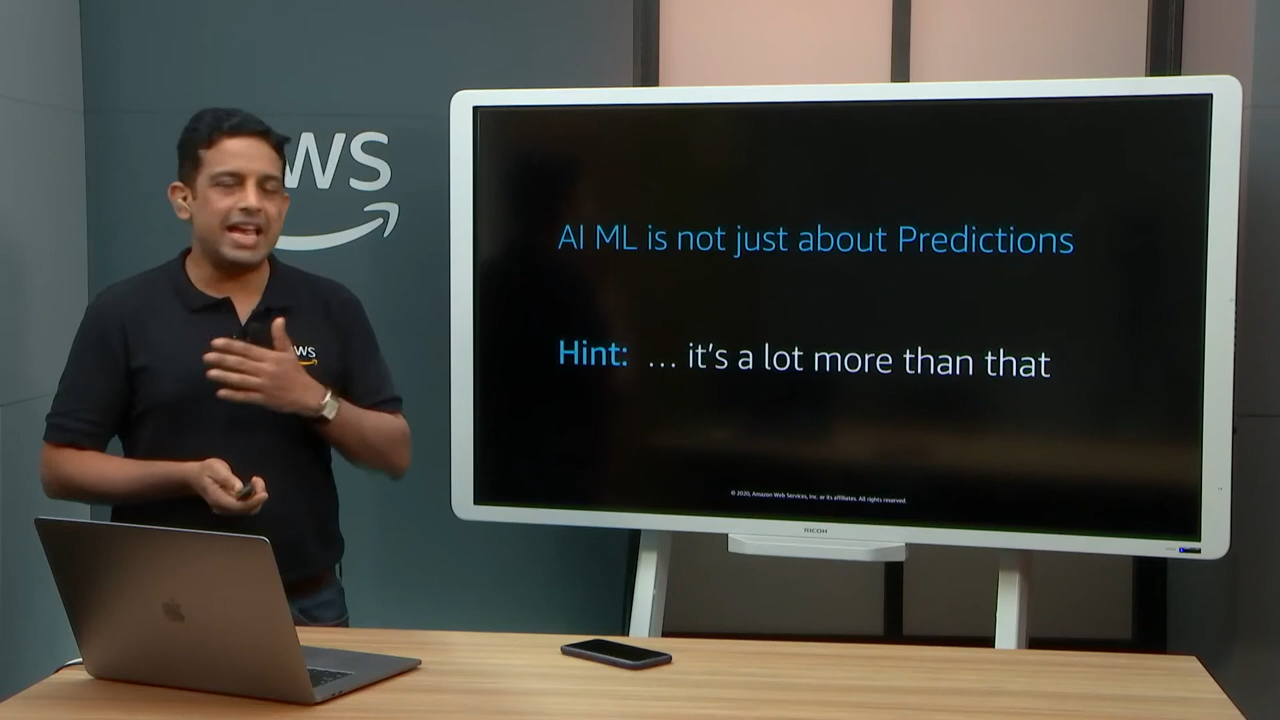 WS
AI ML is not just about Predictions
Hint: ... it's a lot more than that
WS
© 2020, Amazon Web Services, Inc. or its affiliates. All rights reserved.
RICOH